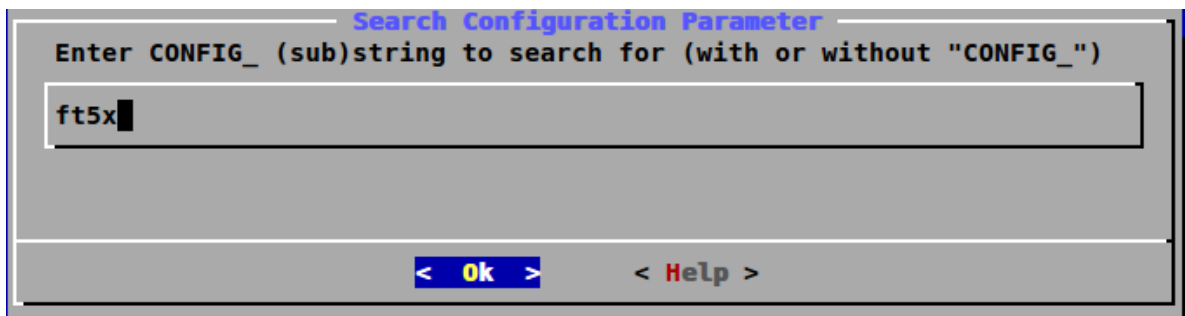 Search Configuration Parameter
Enter CONFIG_ (sub)string to search for (with or without "CONFIG_")
ft5x
< Ok > < Help >